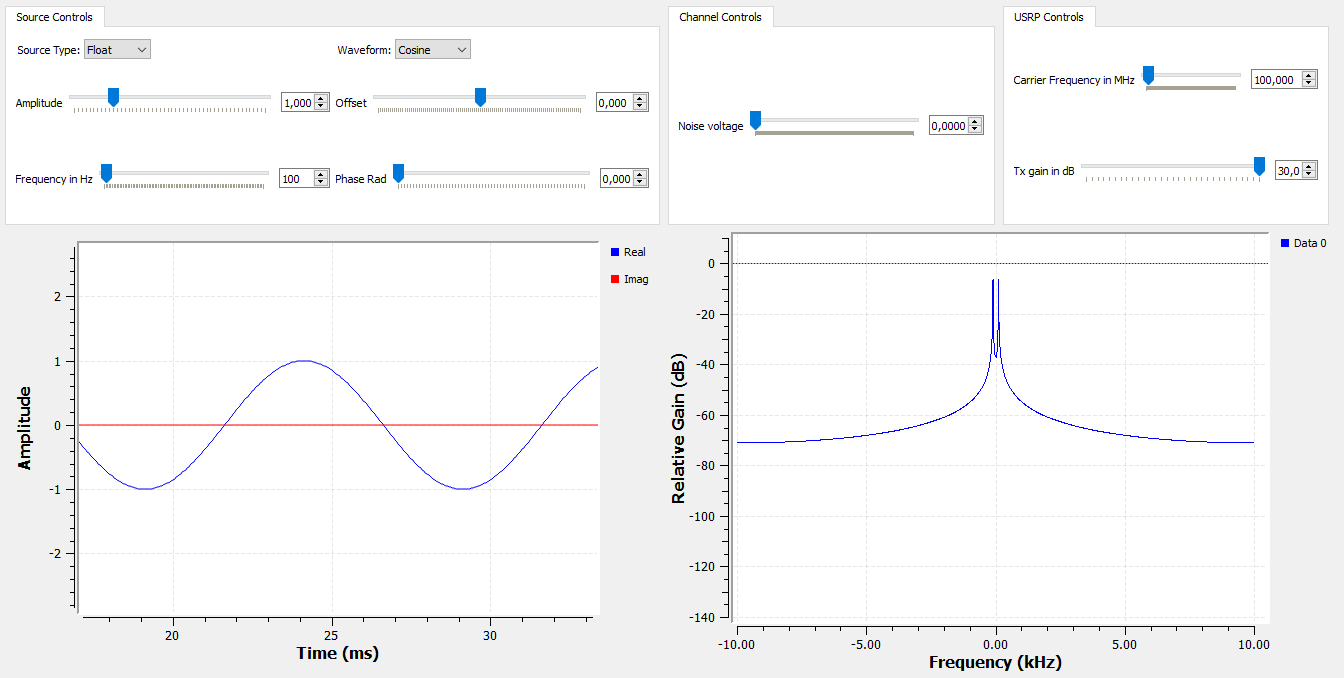 Source Controls
Source Type: Float
Waveform: Cosine
Amplitude 1,000
Offset 0,000
Frequency in Hz 100
Phase Rad 0,000
Channel Controls
Noise voltage 0,0000
USRP Controls
Carrier Frequency in MHz 100,000
Tx gain in dB 30,0
Real
Imag
Amplitude
2
1
0
-1
-2
20 25 30
Time (ms)
Data 0
Relative Gain (dB)
0
-20
-40
-60
-80
-100
-120
-140
-10.00 -5.00 0.00 5.00 10.00
Frequency (kHz)